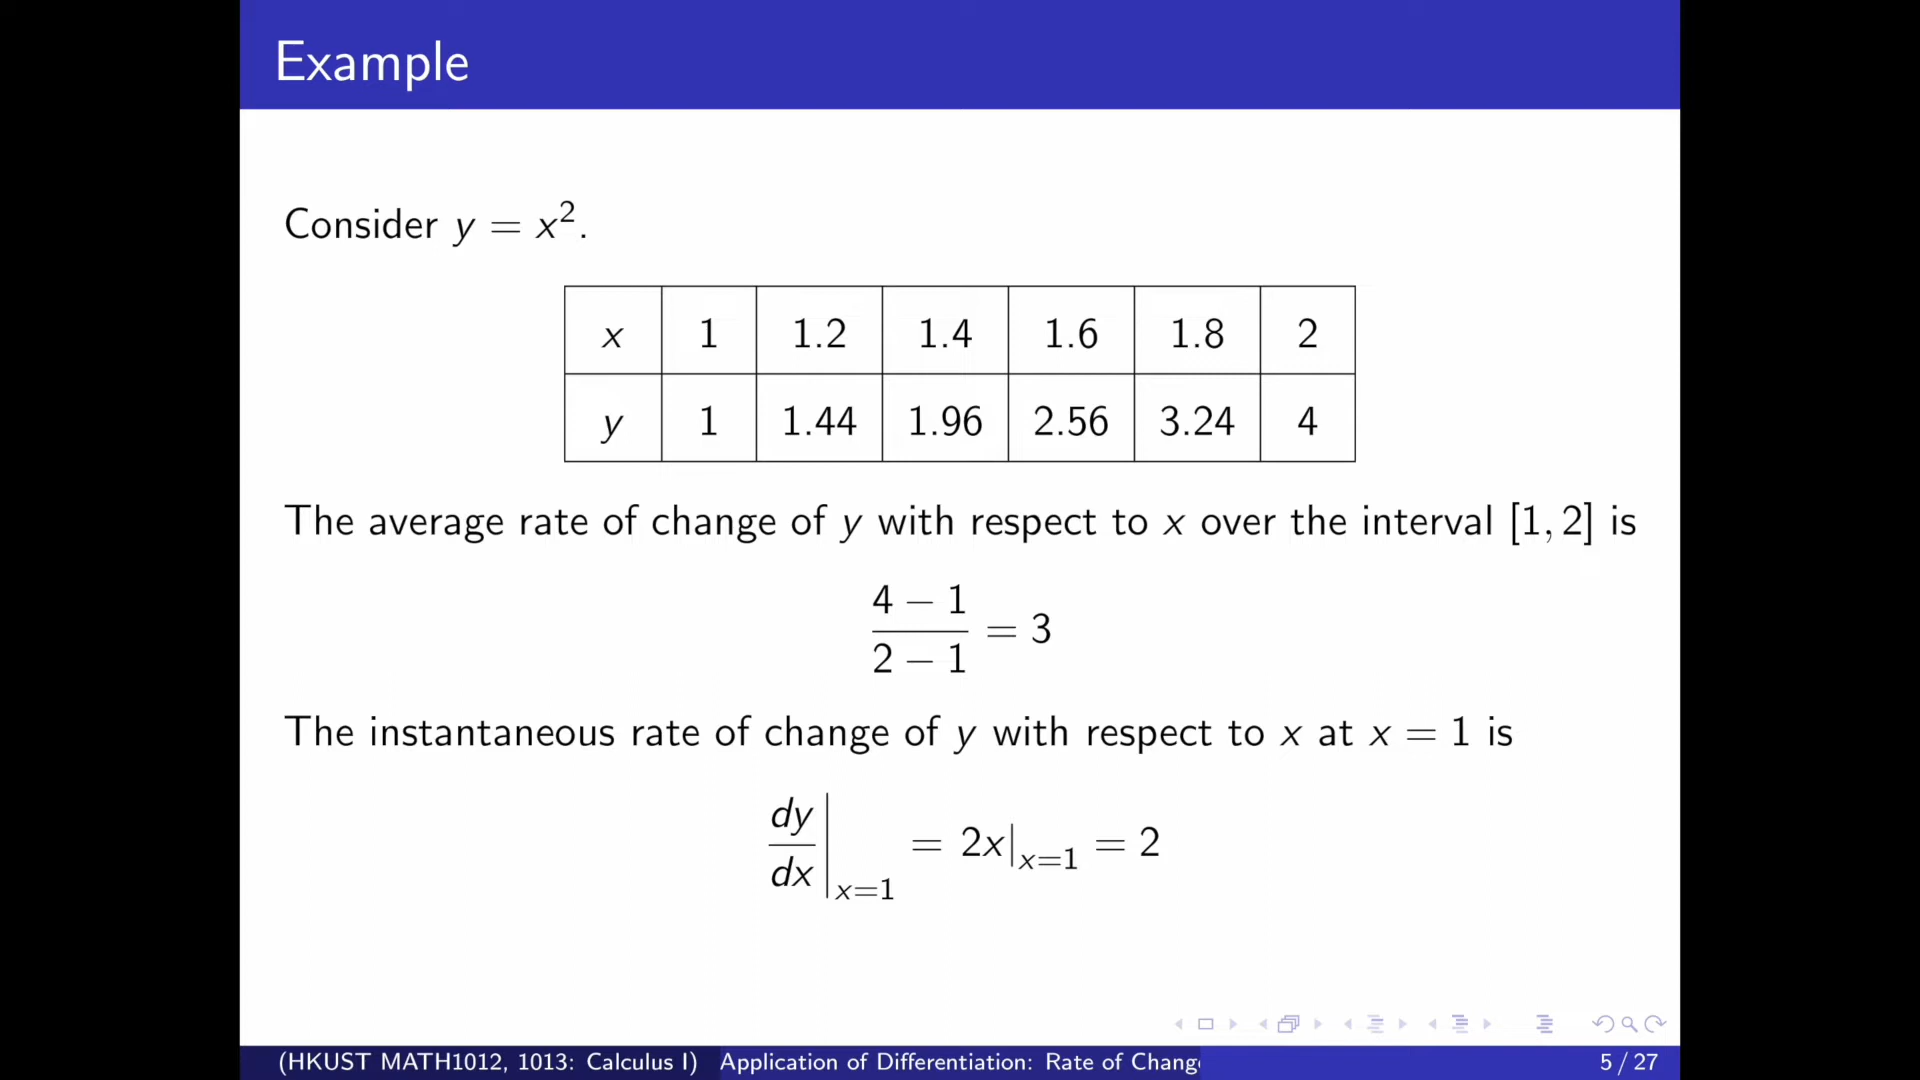 Example
Consider y = x².
x 1 1.2 1.4 1.6 1.8 2
y 1 1.44 1.96 2.56 3.24 4
The average rate of change of y with respect to x over the interval [1, 2] is
4 − 1
2 − 1 = 3
The instantaneous rate of change of y with respect to x at x = 1 is
dy/dx|x=1 = 2x|x=1 = 2
(HKUST MATH1012, 1013: Calculus I) Application of Differentiation: Rate of Change 5 / 27